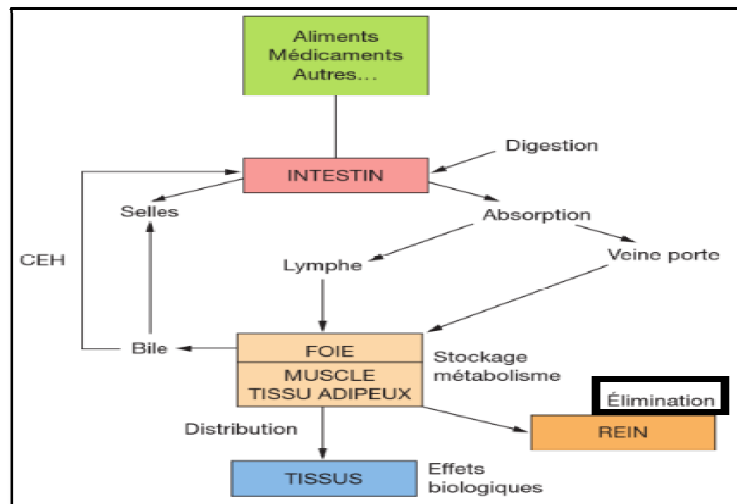 Aliments
Médicaments
Autres...
Digestion
INTESTIN
Selles
Absorption
CEH
Lymphe
Veine porte
Bile
FOIE
Stockage
métabolisme
MUSCLE
TISSU ADIPEUX
Élimination
Distribution
REIN
TISSUS
Effets
biologiques